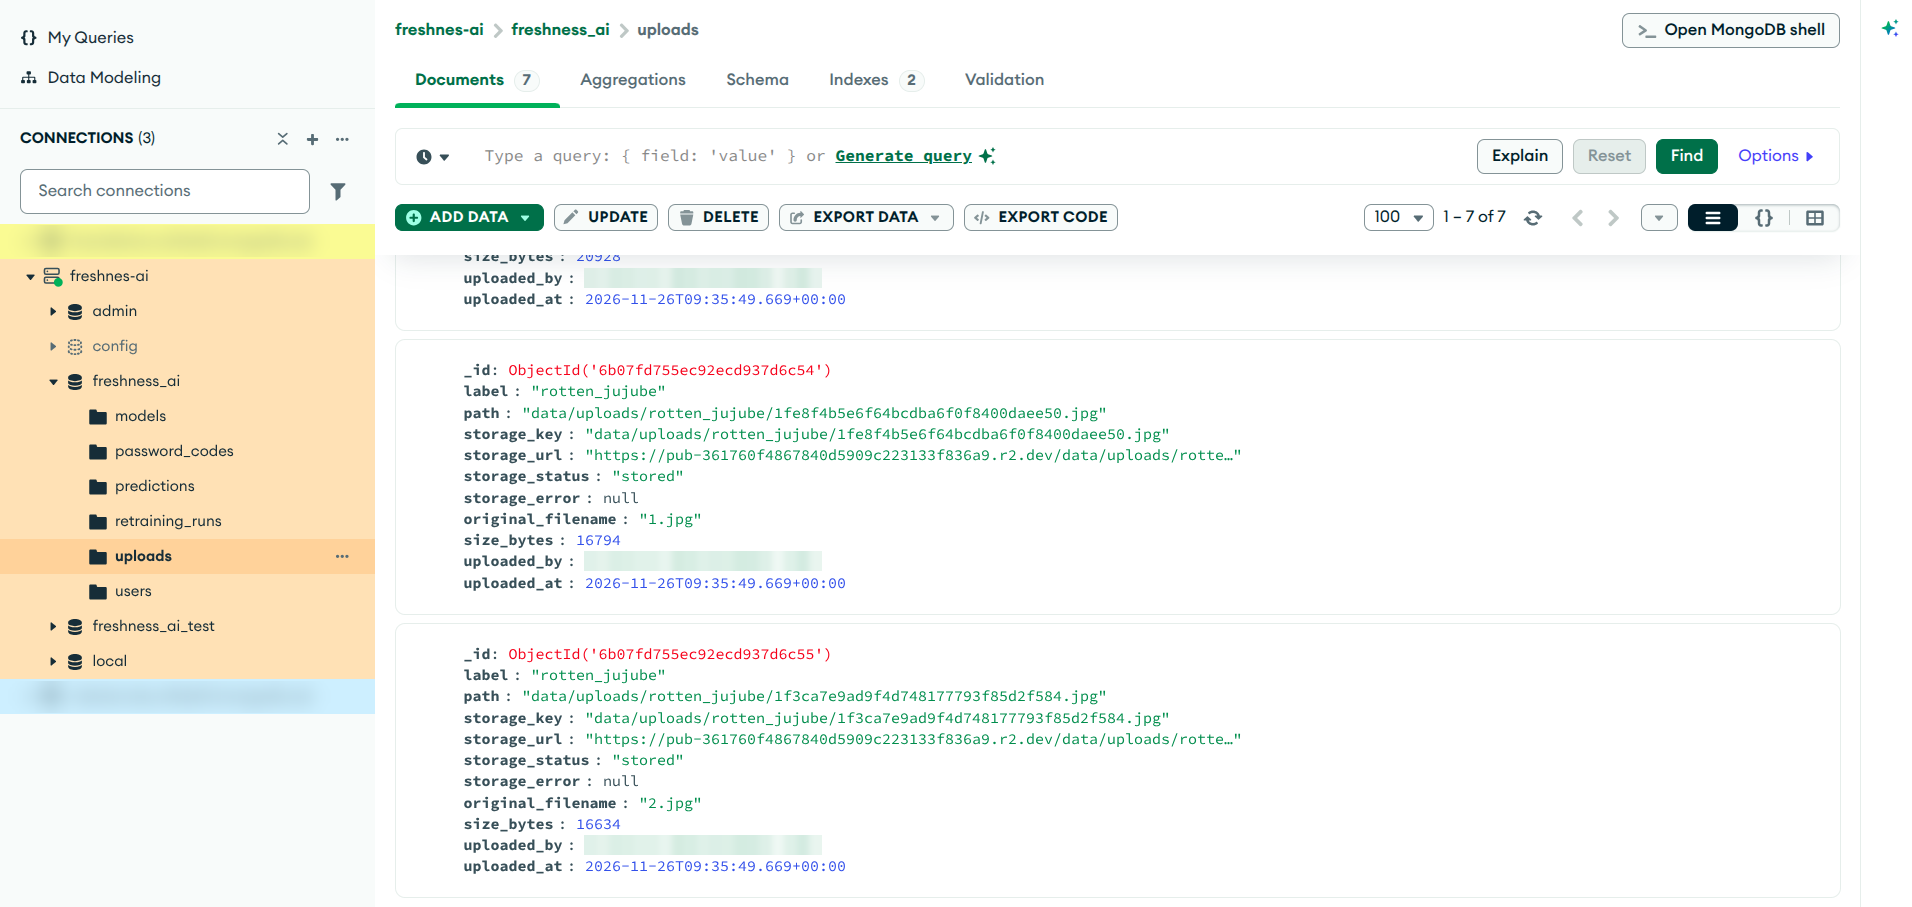 My Queries
Data Modeling
CONNECTIONS (3)
Search connections
freshnes-ai
admin
config
freshness_ai
models
password_codes
predictions
retraining_runs
uploads
users
freshness_ai_test
local
freshnes-ai > freshness_ai > uploads
>_ Open MongoDB shell
Documents 7 Aggregations Schema Indexes 2 Validation
Type a query: { field: 'value' } or Generate query
Explain Reset Find Options
ADD DATA UPDATE DELETE EXPORT DATA EXPORT CODE
100 1 – 7 of 7
size_bytes : 20928
uploaded_by :
uploaded_at : 2026-11-26T09:35:49.669+00:00
_id: ObjectId('6b07fd755ec92ecd937d6c54')
label : "rotten_jujube"
path : "data/uploads/rotten_jujube/1fe8f4b5e6f64bcdba6f0f8400daee50.jpg"
storage_key : "data/uploads/rotten_jujube/1fe8f4b5e6f64bcdba6f0f8400daee50.jpg"
storage_url : "https://pub-361760f4867840d5909c223133f836a9.r2.dev/data/uploads/rotte…"
storage_status : "stored"
storage_error : null
original_filename : "1.jpg"
size_bytes : 16794
uploaded_by :
uploaded_at : 2026-11-26T09:35:49.669+00:00
_id: ObjectId('6b07fd755ec92ecd937d6c55')
label : "rotten_jujube"
path : "data/uploads/rotten_jujube/1f3ca7e9ad9f4d748177793f85d2f584.jpg"
storage_key : "data/uploads/rotten_jujube/1f3ca7e9ad9f4d748177793f85d2f584.jpg"
storage_url : "https://pub-361760f4867840d5909c223133f836a9.r2.dev/data/uploads/rotte…"
storage_status : "stored"
storage_error : null
original_filename : "2.jpg"
size_bytes : 16634
uploaded_by :
uploaded_at : 2026-11-26T09:35:49.669+00:00